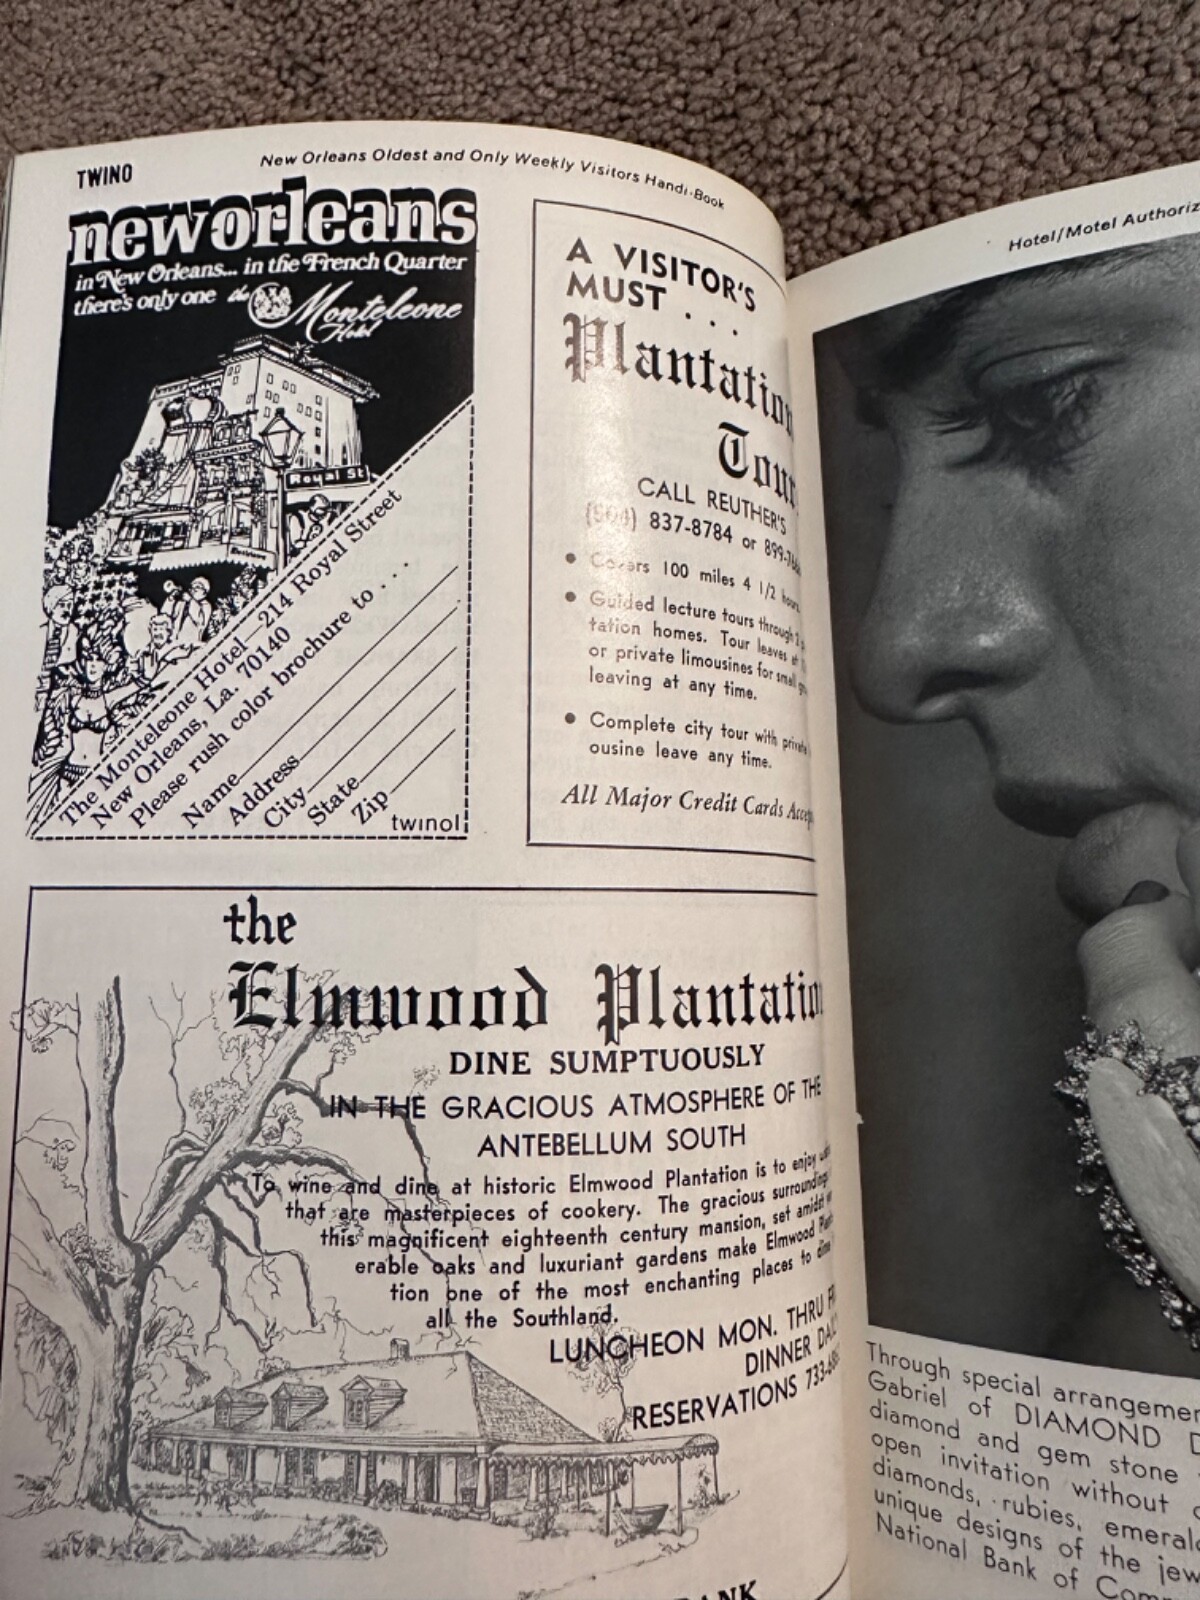 TWINO
New Orleans Oldest and Only Weekly Visitors Handi-Book
neworleans
in New Orleans... in the French Quarter
there's only one the Monteleone
Hotel
Royal St
The Monteleone Hotel—214 Royal Street
New Orleans, La. 70140
Please rush color brochure to . . .
Name
Address
City
State
Zip
twinol
A VISITOR'S
MUST . . .
Plantation
Tour
CALL REUTHER'S
(504) 837-8784 or
• Covers 100 miles 4 1/2 hours
• Guided lecture tours through
tation homes. Tour leaves at
or private limousines for small
leaving at any time.
• Complete city tour with private
ousine leave any time.
All Major Credit Cards
the
Elmwood Plantation
DINE SUMPTUOUSLY
IN THE GRACIOUS ATMOSPHERE OF THE
ANTEBELLUM SOUTH
To wine and dine at historic Elmwood Plantation is to enjoy
that are masterpieces of cookery. The gracious surroundings
this magnificent eighteenth century mansion, set amidst
erable oaks and luxuriant gardens make Elmwood
tion one of the most enchanting places to dine
all the Southland.
LUNCHEON MON. THRU
DINNER
RESERVATIONS
Hotel/Motel
Through special
Gabriel of DIAMOND
diamond and gem stone
open invitation without
diamonds, rubies,
unique designs of the
National Bank of